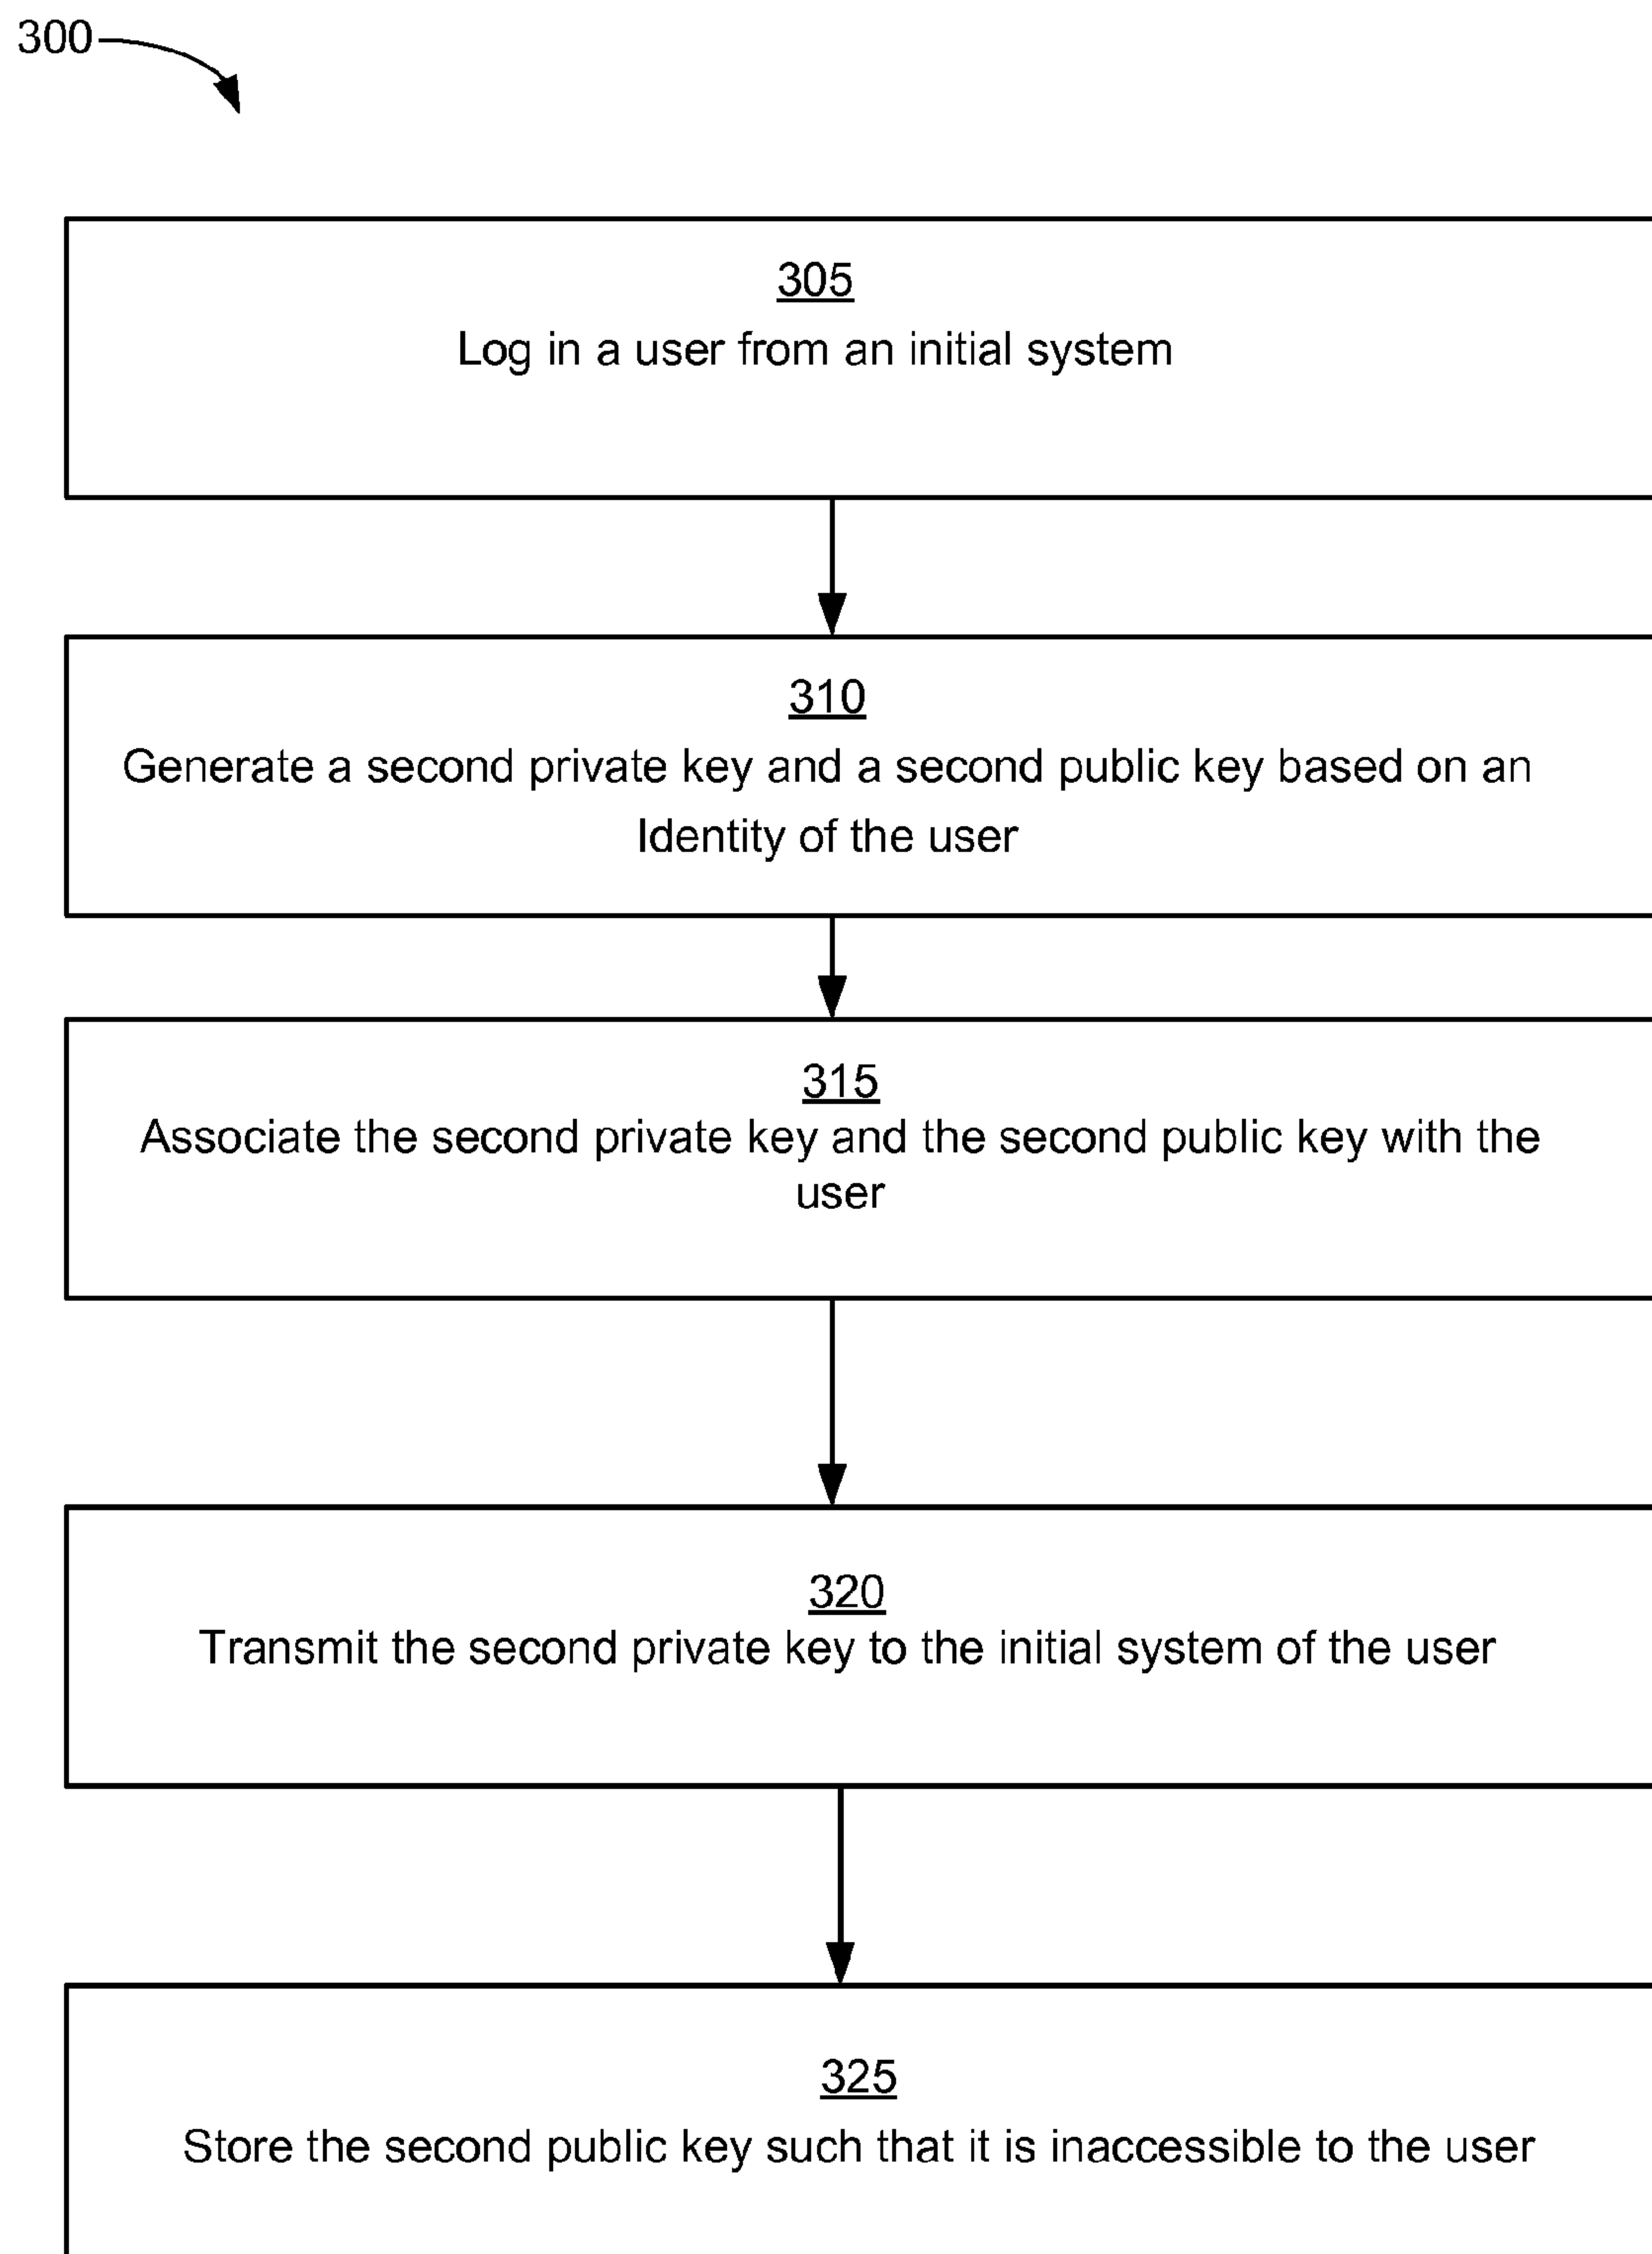 300
305
Log in a user from an initial system
310
Generate a second private key and a second public key based on an
Identity of the user
315
Associate the second private key and the second public key with the
user
320
Transmit the second private key to the initial system of the user
325
Store the second public key such that it is inaccessible to the user